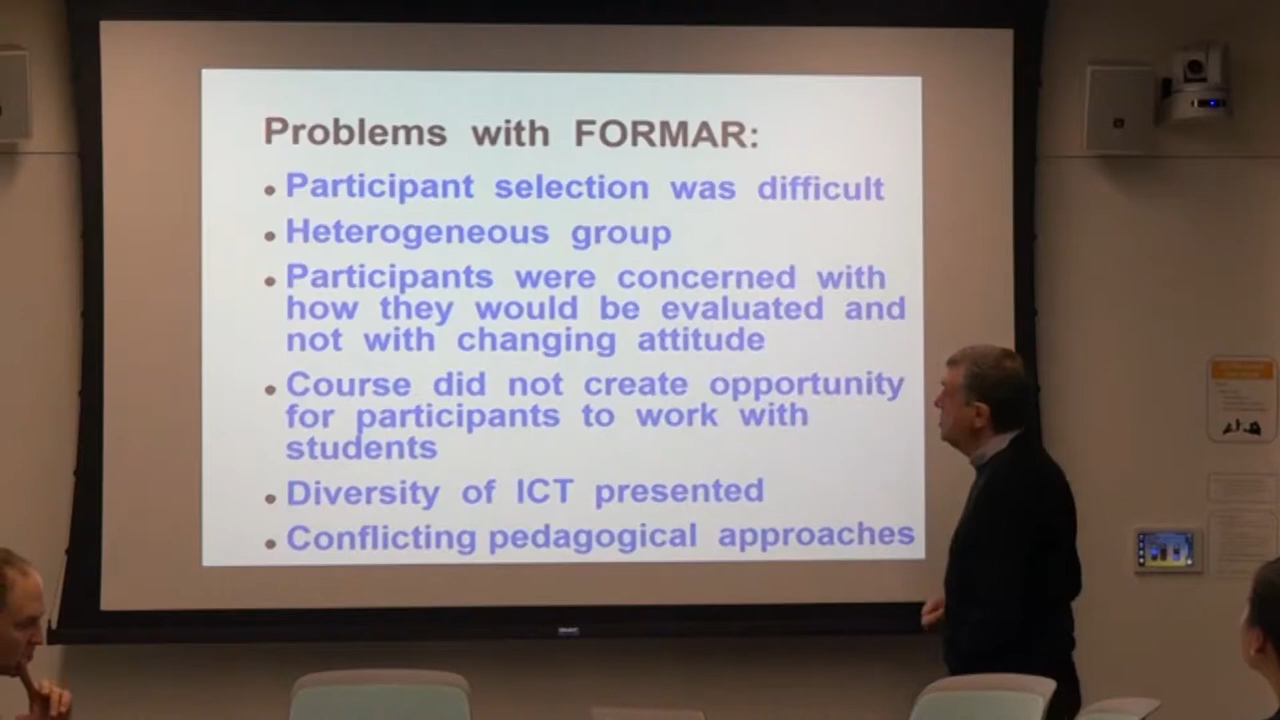 Problems with FORMAR:
• Participant selection was difficult
• Heterogeneous group
• Participants were concerned with
how they would be evaluated and
not with changing attitude
• Course did not create opportunity
for participants to work with
students
• Diversity of ICT presented
• Conflicting pedagogical approaches